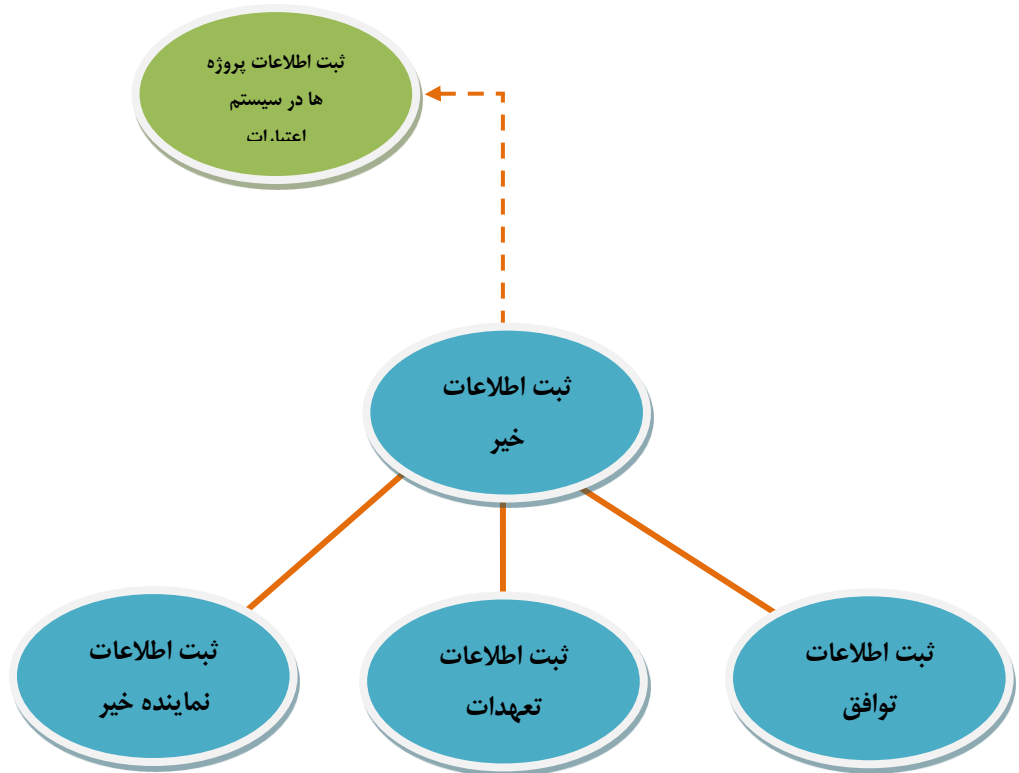 ثبت اطلاعات پروژه
ها در سیستم
اعتبارات
ثبت اطلاعات
خیر
ثبت اطلاعات
نماینده خیر
ثبت اطلاعات
تعهدات
ثبت اطلاعات
توافق